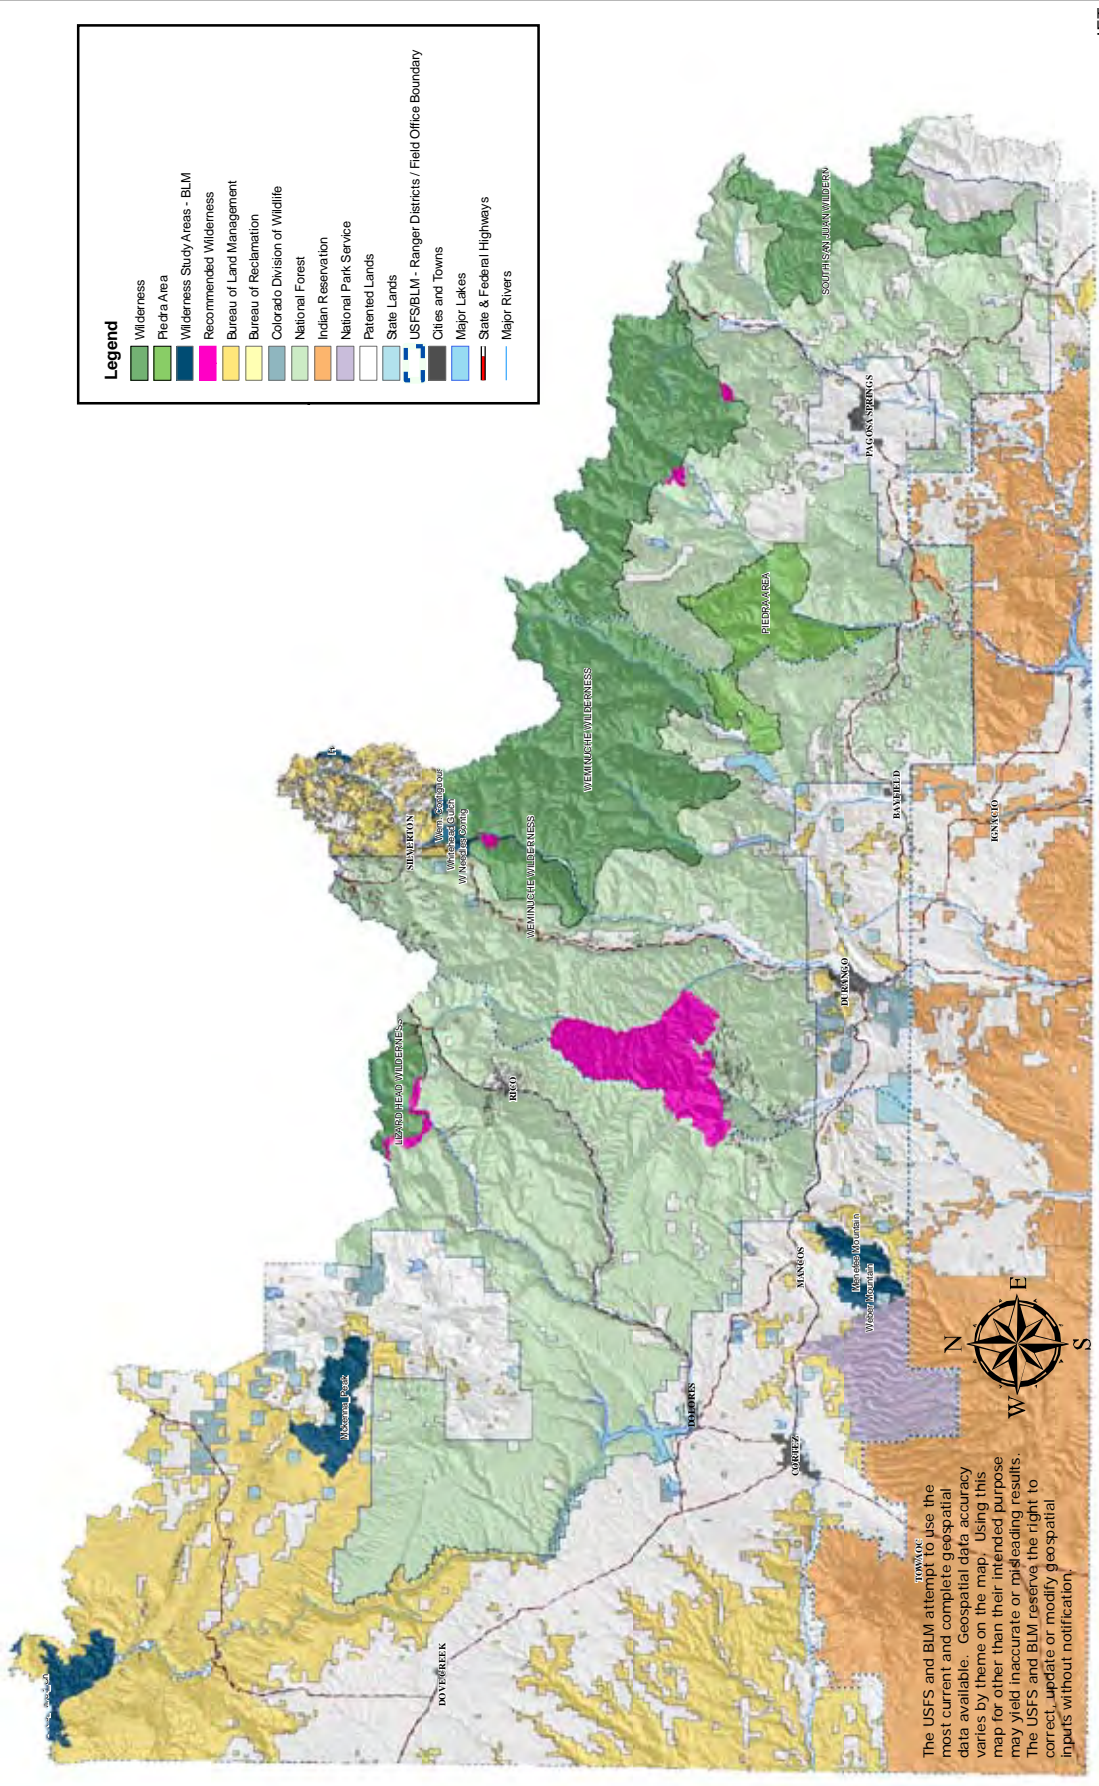 Legend
Wilderness
Piedra Area
Wilderness Study Areas - BLM
Recommended Wilderness
Bureau of Land Management
Bureau of Reclamation
Colorado Division of Wildlife
National Forest
Indian Reservation
National Park Service
Patented Lands
State Lands
USFS/BLM - Ranger Districts / Field Office Boundary
Cities and Towns
Major Lakes
State & Federal Highways
Major Rivers
Mckenna Peak
DOVE CREEK
LIZARD HEAD WILDERNESS
RICO
SILVERTON
Whitehead Gulch
W Needles Contig
WEMINUCHE WILDERNESS
WEMINUCHE WILDERNESS
PIEDRA AREA
SOUTH SAN JUAN WILDERN
PAGOSA SPRINGS
BAYFIELD
IGNACIO
DURANGO
MANCOS
Menefee Mountain
Weber Mountain
DOLORES
CORTEZ
TOWAOC
N
E
S
W
The USFS and BLM attempt to use the
most current and complete geospatial
data available. Geospatial data accuracy
varies by theme on the map. Using this
map for other than their intended purpose
may yield inaccurate or misleading results.
The USFS and BLM reserve the right to
correct, update or modify geospatial
inputs without notification.